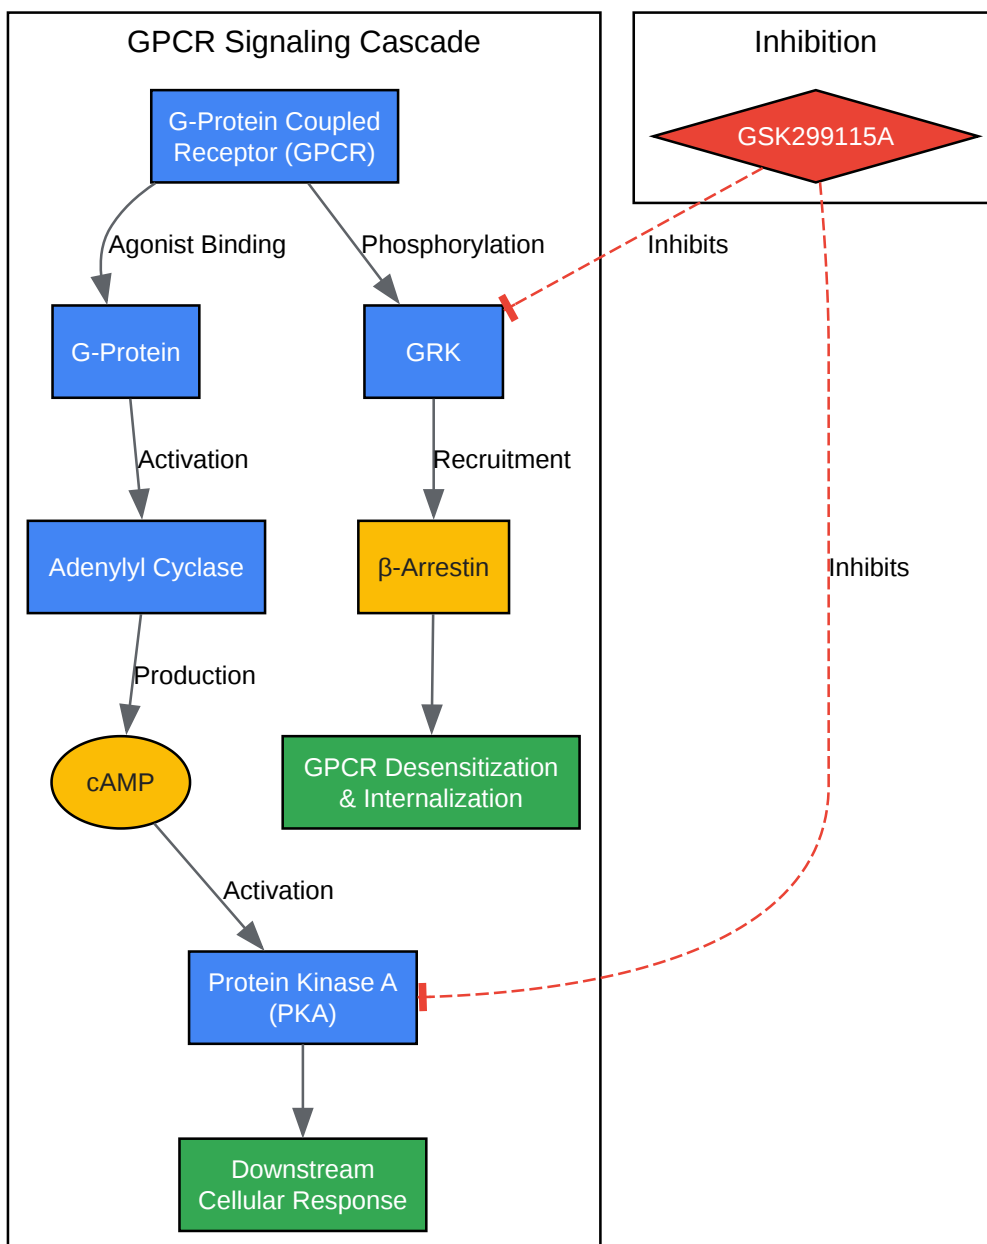 GPCR Signaling Cascade
Inhibition
G-Protein Coupled
Receptor (GPCR)
GSK299115A
Agonist Binding
Phosphorylation
Inhibits
G-Protein
GRK
Activation
Recruitment
Adenylyl Cyclase
β-Arrestin
Inhibits
Production
cAMP
GPCR Desensitization
& Internalization
Activation
Protein Kinase A
(PKA)
Downstream
Cellular Response